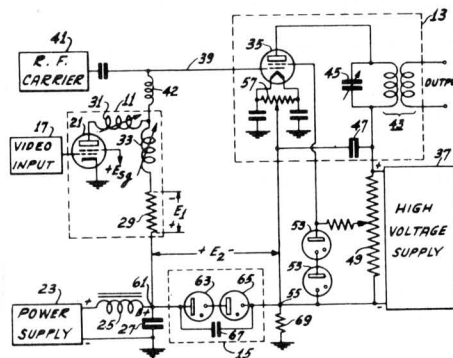 41
R. F.
CARRIER
42
39
35
13
57
45
OUTPU
43
47
31
11
21
17
VIDEO
INPUT
33
+Esg
29
E1
- 
+
37
HIGH
VOLTAGE
SUPPLY
49
53
53
55
+ E2 -
23
POWER
SUPPLY
+
-
25
61
27
63
65
67
15
69
+
-